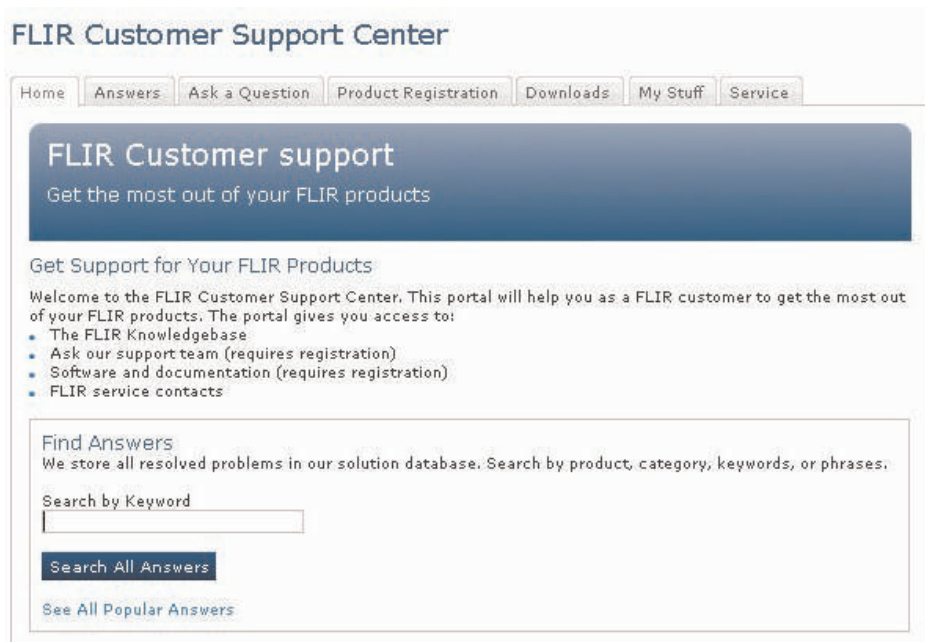 FLIR Customer Support Center
Home Answers Ask a Question Product Registration Downloads My Stuff Service
FLIR Customer support
Get the most out of your FLIR products
Get Support for Your FLIR Products
Welcome to the FLIR Customer Support Center. This portal will help you as a FLIR customer to get the most out
of your FLIR products. The portal gives you access to:
The FLIR Knowledgebase
Ask our support team (requires registration)
Software and documentation (requires registration)
FLIR service contacts
Find Answers
We store all resolved problems in our solution database. Search by product, category, keywords, or phrases.
Search by Keyword
Search All Answers
See All Popular Answers